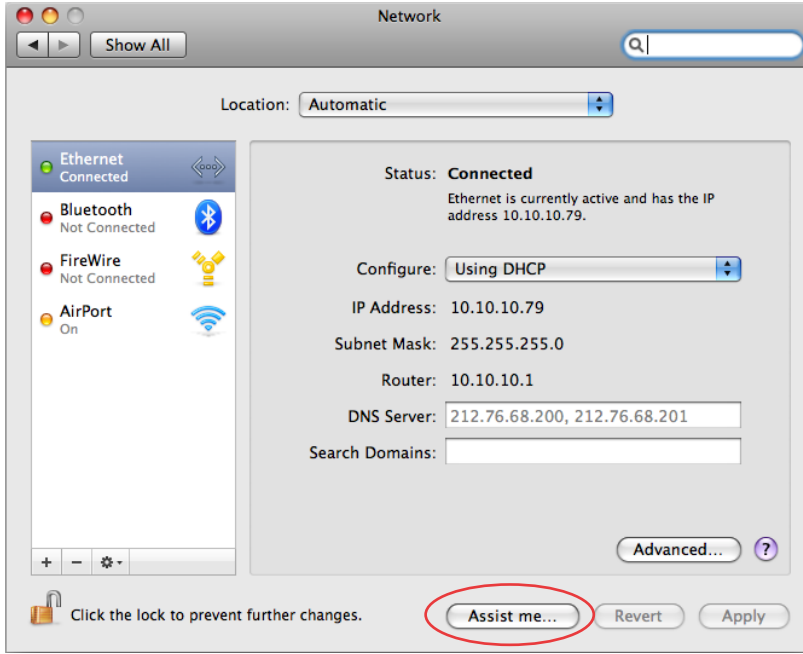 Network
Show All
Location: Automatic
Ethernet
Connected
Bluetooth
Not Connected
FireWire
Not Connected
AirPort
On
Status: Connected
Ethernet is currently active and has the IP
address 10.10.10.79.
Configure: Using DHCP
IP Address: 10.10.10.79
Subnet Mask: 255.255.255.0
Router: 10.10.10.1
DNS Server: 212.76.68.200, 212.76.68.201
Search Domains:
Advanced... ?
+ −
Click the lock to prevent further changes.
Assist me... Revert Apply